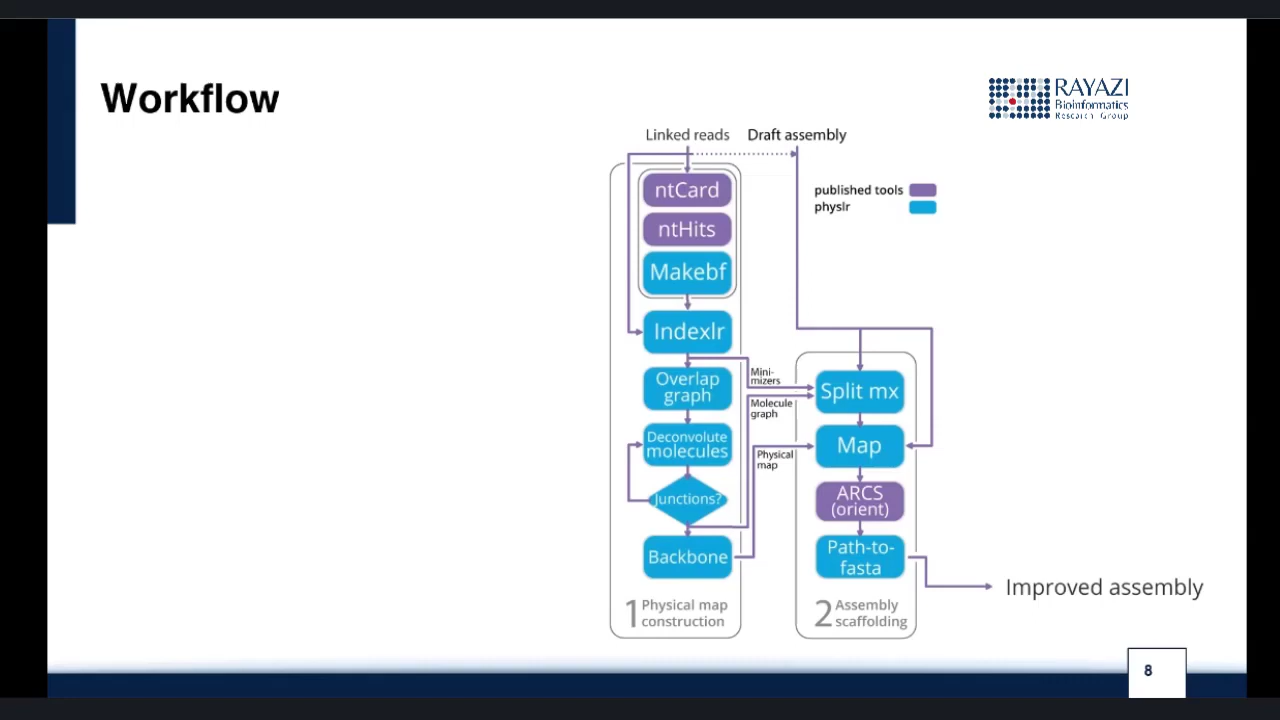 Workflow
RAYAZI
Bioinformatics
Research Group
Linked reads
Draft assembly
published tools
physlr
ntCard
ntHits
Makebf
Indexlr
Overlap
graph
Deconvolute
molecules
Junctions?
Backbone
1 Physical map
construction
Mini-
mizers
Molecule
graph
Physical
map
Split mx
Map
ARCS
(orient)
Path-to-
fasta
2 Assembly
scaffolding
Improved assembly
8